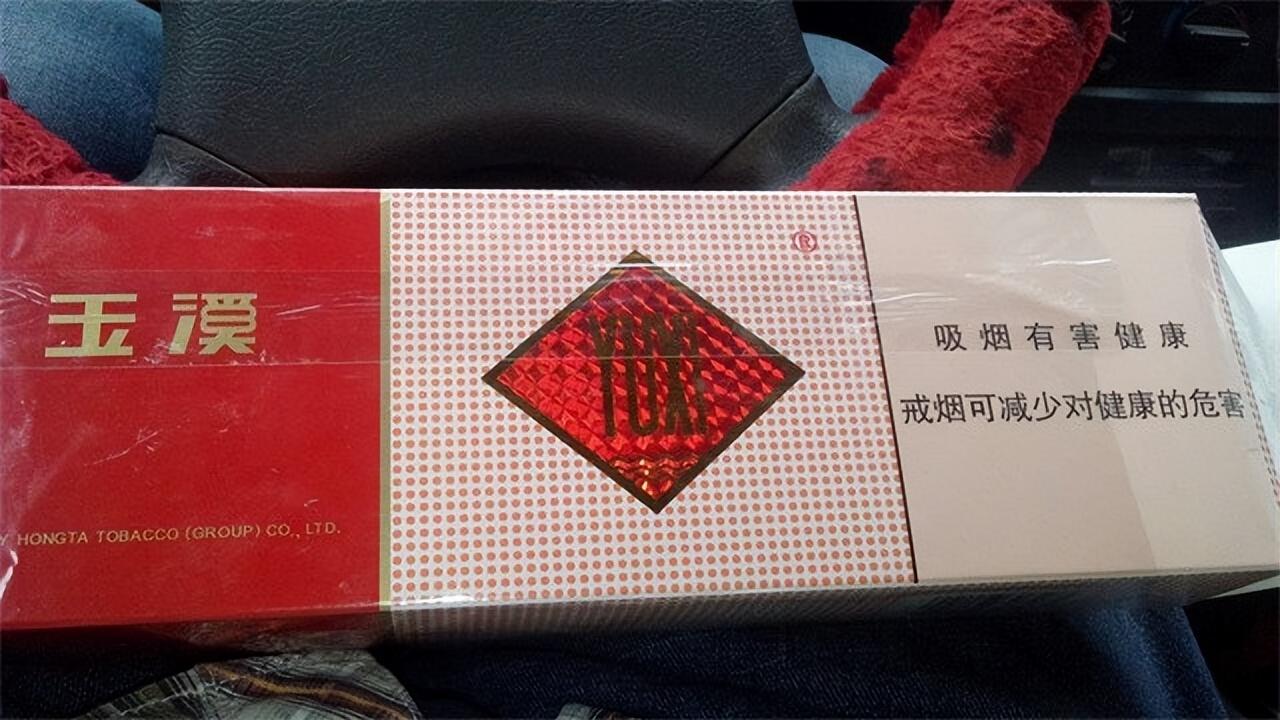 玉溪
Y HONGTA TOBACCO (GROUP) CO., LTD.
YUXI
®
吸烟有害健康
戒烟可减少对健康的危害